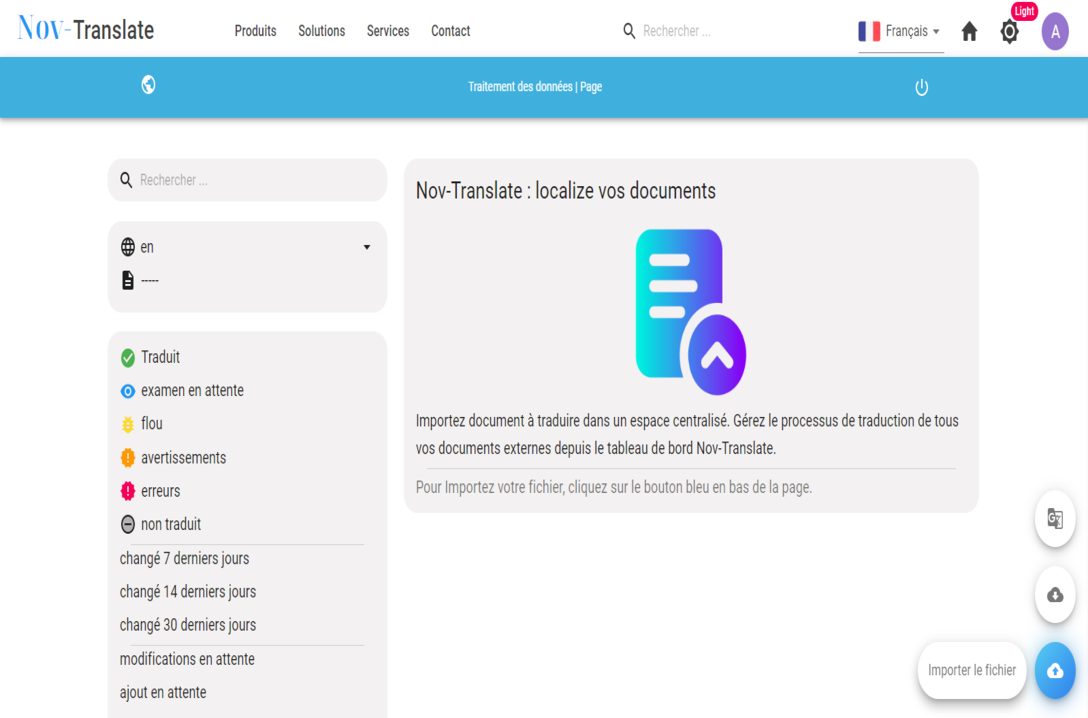 Nov-Translate
Produits Solutions Services Contact
Rechercher ...
Français
Light
A
Traitement des données | Page
Rechercher ...
en
-----
Traduit
examen en attente
flou
avertissements
erreurs
non traduit
changé 7 derniers jours
changé 14 derniers jours
changé 30 derniers jours
modifications en attente
ajout en attente
Nov-Translate : localize vos documents
Importez document à traduire dans un espace centralisé. Gérez le processus de traduction de tous
vos documents externes depuis le tableau de bord Nov-Translate.
Pour Importez votre fichier, cliquez sur le bouton bleu en bas de la page.
Importer le fichier